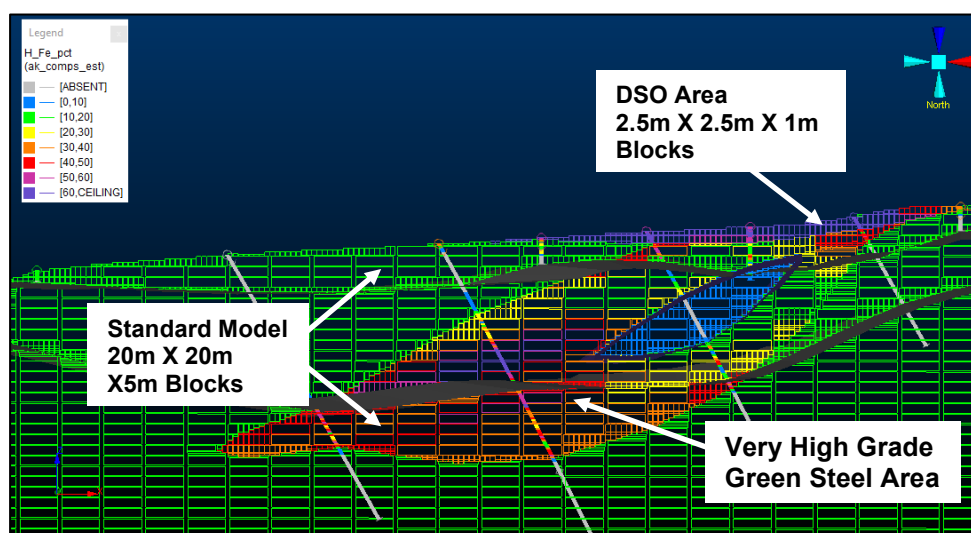 Legend
H_Fe_pct
(ak_comps_est)
[ABSENT]
[0,10]
[10,20]
[20,30]
[30,40]
[40,50]
[50,60]
[60,CEILING]
DSO Area
2.5m X 2.5m X 1m
Blocks
North
Standard Model
20m X 20m
X5m Blocks
Very High Grade
Green Steel Area